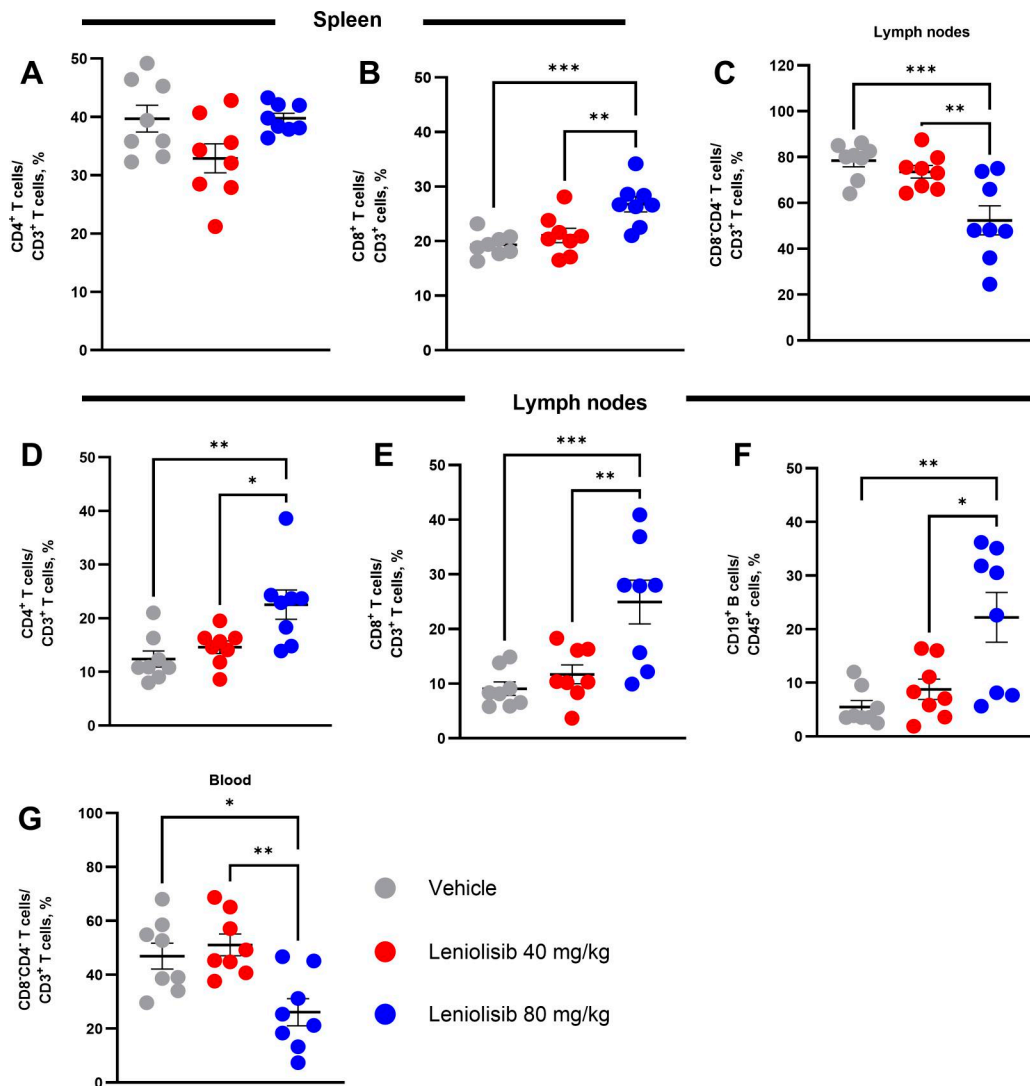 Spleen
A
CD4⁺ T cells/
CD3⁺ T cells, %
50
40
30
20
10
0
B
CD8⁺ T cells/
CD3⁺ cells, %
50
40
30
20
10
0
***
**
Lymph nodes
C
CD8⁻CD4⁻ T cells/
CD3⁺ T cells, %
120
100
80
60
40
20
0
***
**
Lymph nodes
D
CD4⁺ T cells/
CD3⁺ T cells, %
50
40
30
20
10
0
**
*
E
CD8⁺ T cells/
CD3⁺ T cells, %
50
40
30
20
10
0
***
**
F
CD19⁺ B cells/
CD45⁺ cells, %
50
40
30
20
10
0
**
*
Blood
G
CD8⁻CD4⁻ T cells/
CD3⁺ T cells, %
100
80
60
40
20
0
*
**
Vehicle
Leniolisib 40 mg/kg
Leniolisib 80 mg/kg